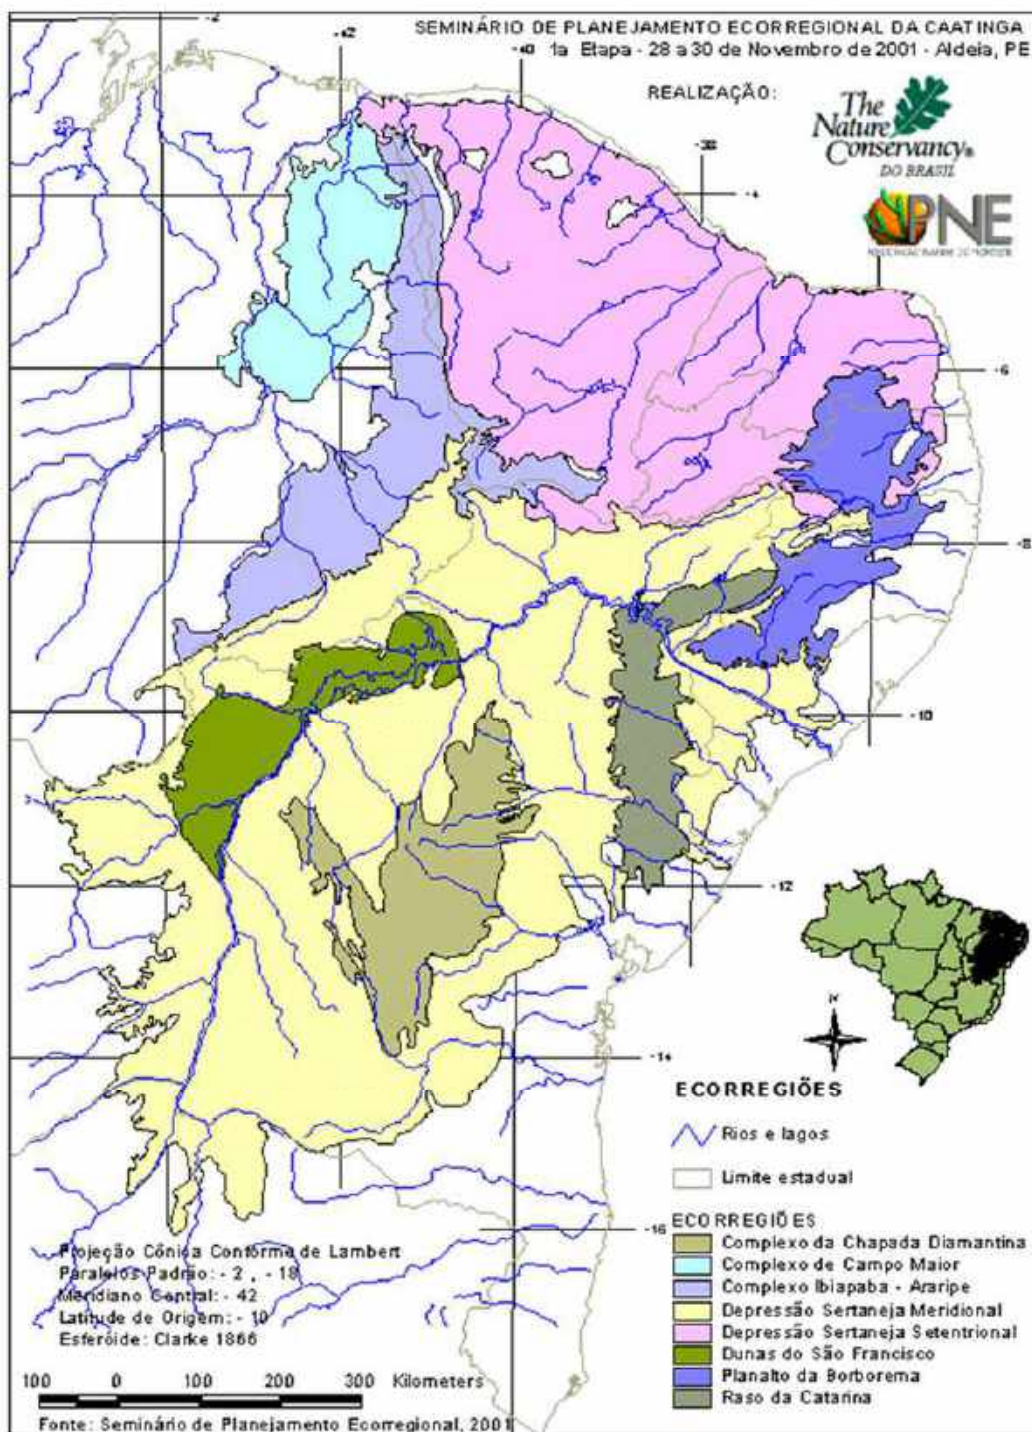 SEMINÁRIO DE PLANEJAMENTO ECORREGIONAL DA CAATINGA
1a Etapa - 28 a 30 de Novembro de 2001 - Aldeia, PE
REALIZAÇÃO:
The
Nature
Conservancy®
DO BRASIL
APNE
-2
-42
-40
-38
-4
-6
-8
-10
-12
-14
-16
N
ECORREGIÕES
Rios e lagos
Limite estadual
ECORREGIÕES
Complexo da Chapada Diamantina
Complexo de Campo Maior
Complexo Ibiapaba - Araripe
Depressão Sertaneja Meridional
Depressão Sertaneja Setentrional
Dunas do São Francisco
Planalto da Borborema
Raso da Catarina
Projeção Cônica Conforme de Lambert
Paralelos Padrão: - 2 , - 18
Meridiano Central: - 42
Latitude de Origem: - 10
Esferóide: Clarke 1866
100 0 100 200 300 Kilometers
Fonte: Seminário de Planejamento Ecorregional, 2001